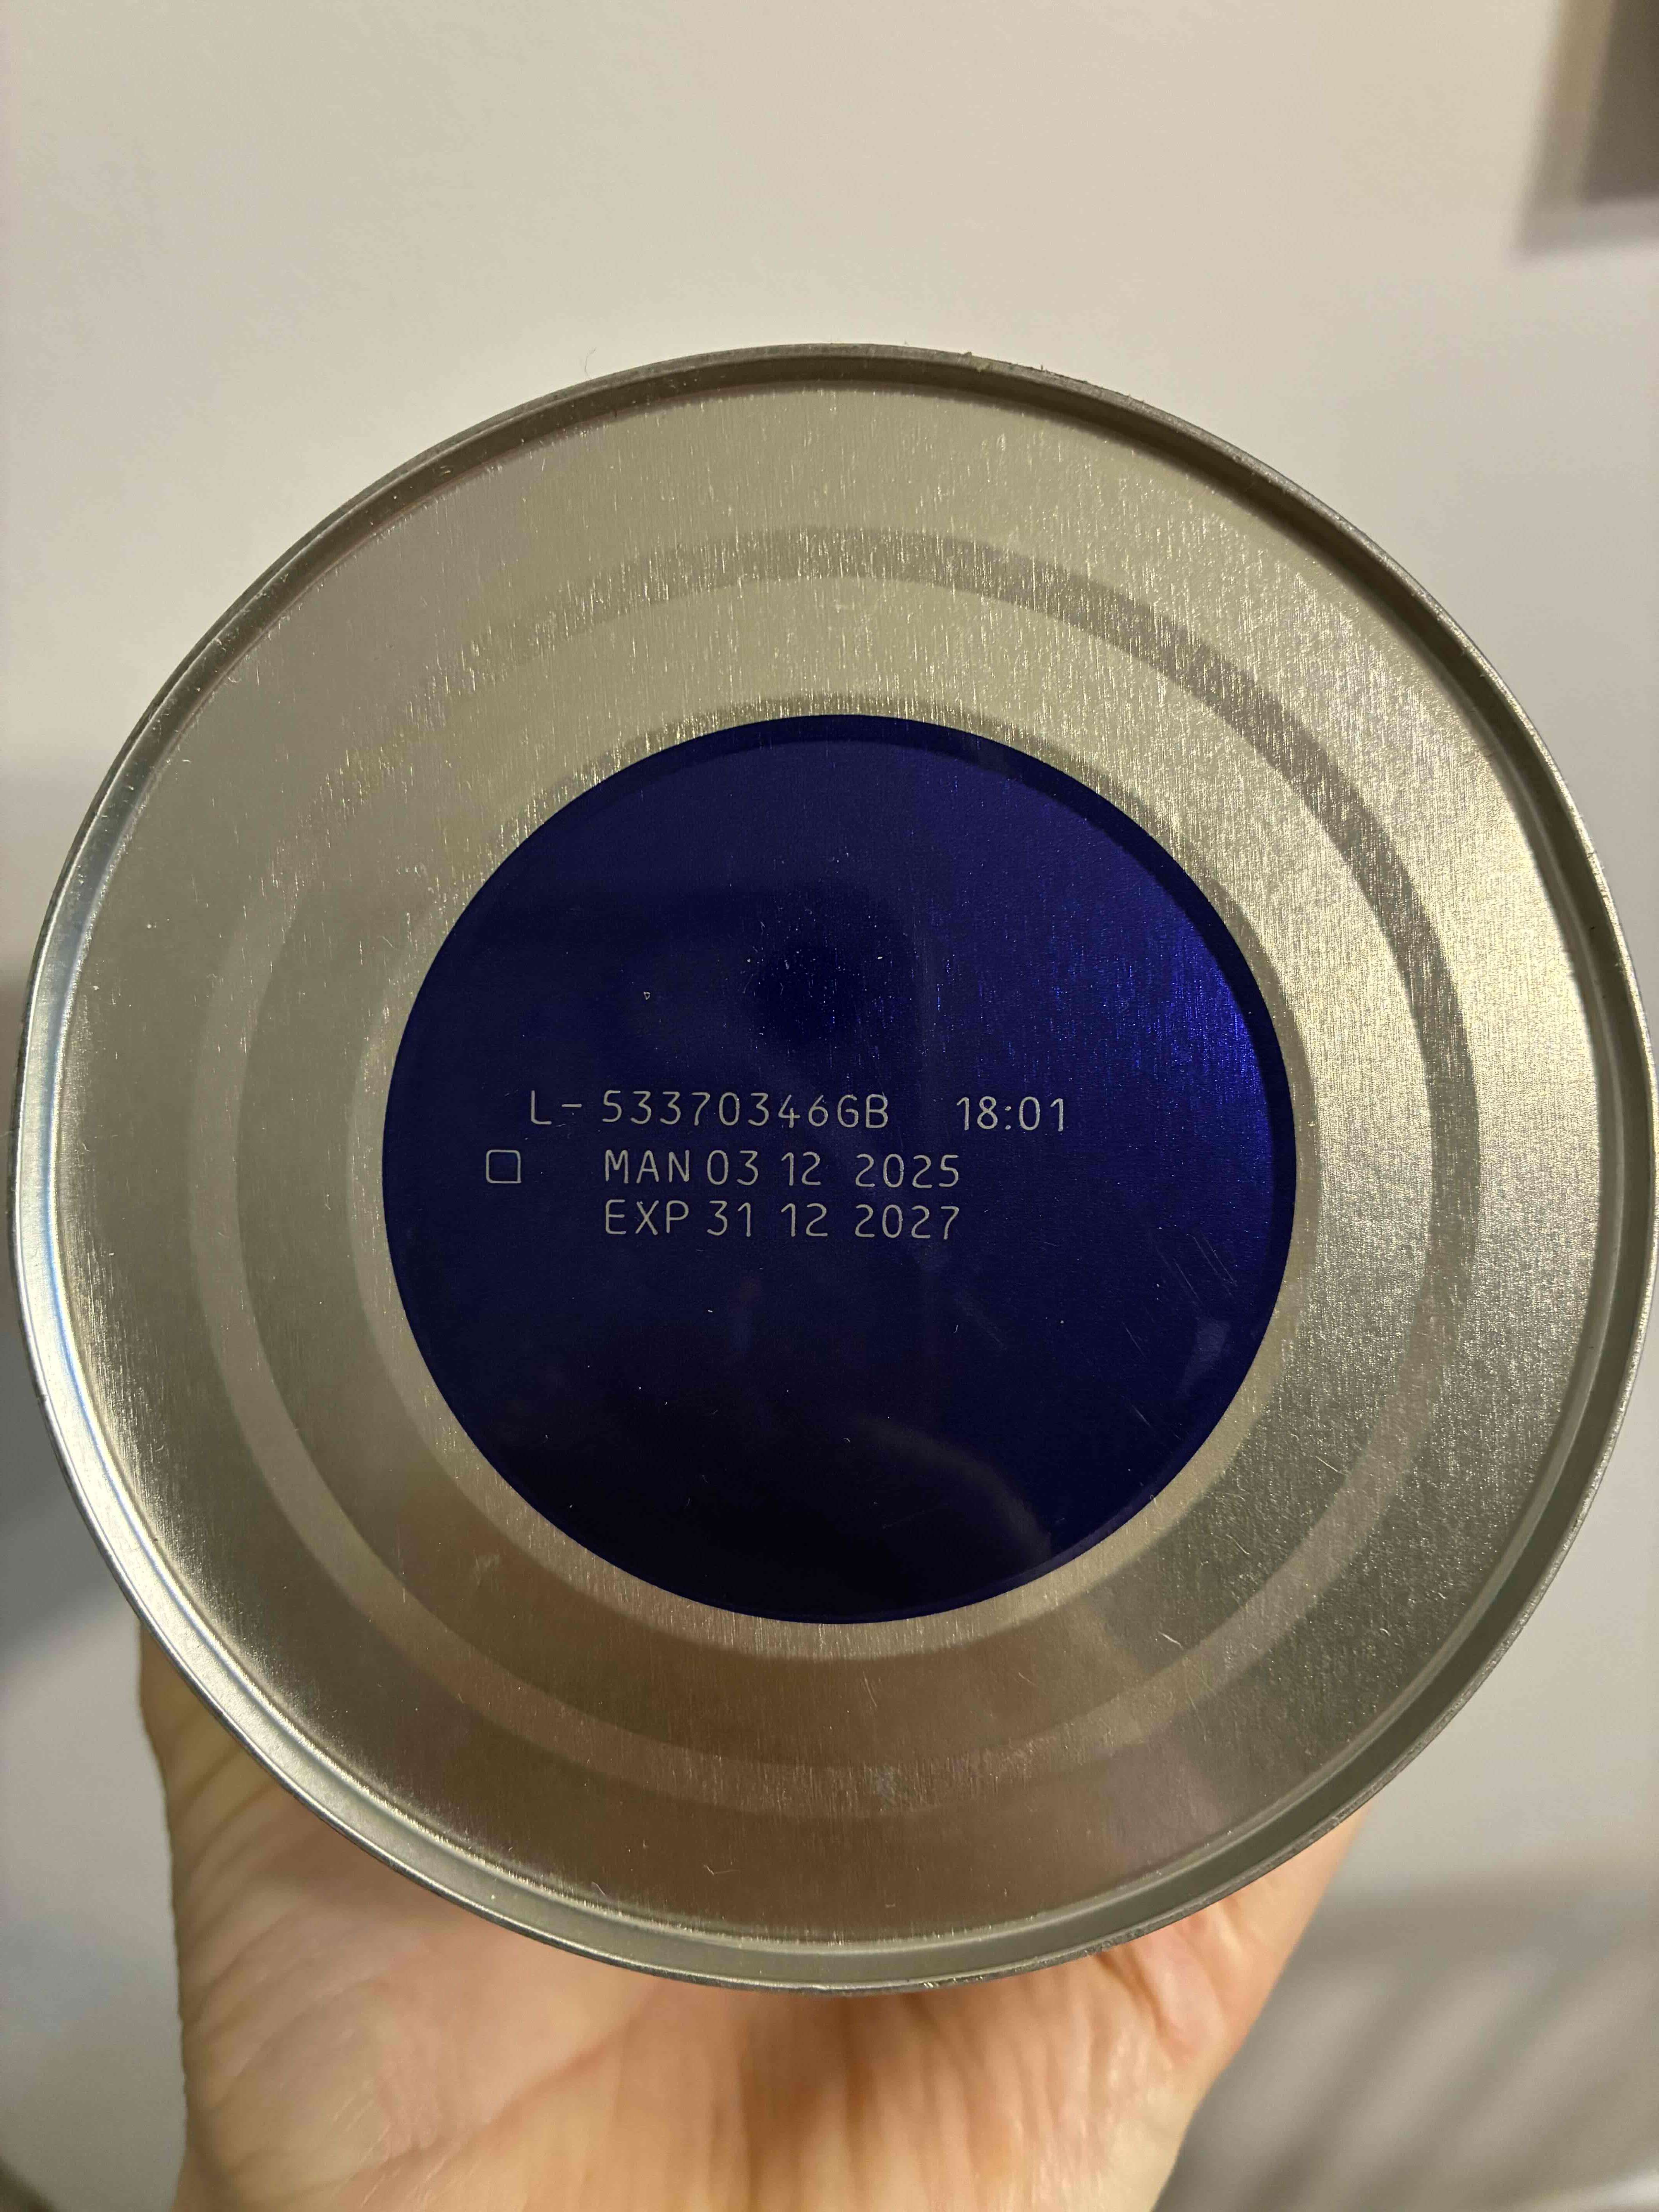 L- 53370346GB 18:01
MAN 03 12 2025
EXP 31 12 2027